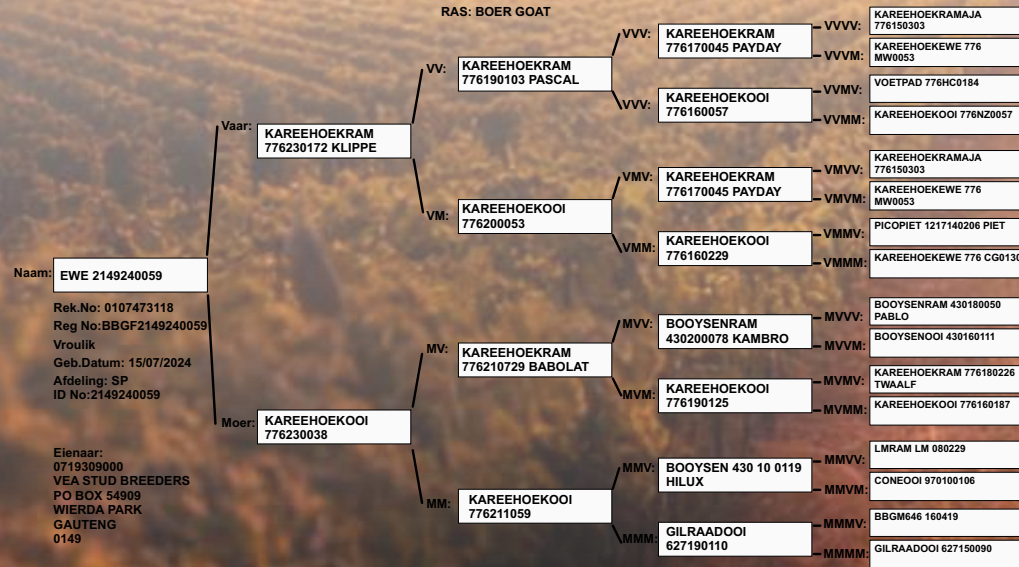 RAS: BOER GOAT
Naam:
EWE 2149240059
Rek.No: 0107473118
Reg No:BBGF2149240059
Vroulik
Geb.Datum: 15/07/2024
Afdeling: SP
ID No:2149240059
Eienaar:
0719309000
VEA STUD BREEDERS
PO BOX 54909
WIERDA PARK
GAUTENG
0149
Vaar:
KAREEHOEKRAM
776230172 KLIPPE
Moer:
KAREEHOEKOOI
776230038
VV:
KAREEHOEKRAM
776190103 PASCAL
VM:
KAREEHOEKOOI
776200053
MV:
KAREEHOEKRAM
776210729 BABOLAT
MM:
KAREEHOEKOOI
776211059
VVV:
KAREEHOEKRAM
776170045 PAYDAY
VVV:
KAREEHOEKOOI
776160057
VMV:
KAREEHOEKRAM
776170045 PAYDAY
VMM:
KAREEHOEKOOI
776160229
MVV:
BOOYSENRAM
430200078 KAMBRO
MVM:
KAREEHOEKOOI
776190125
MMV:
BOOYSEN 430 10 0119
HILUX
MMM:
GILRAADOOI
627190110
VVVV:
KAREEHOEKRAMAJA
776150303
VVVM:
KAREEHOEKEWE 776
MW0053
VVMV:
VOETPAD 776HC0184
VVMM:
KAREEHOEKOOI 776NZ0057
VMVV:
KAREEHOEKRAMAJA
776150303
VMVM:
KAREEHOEKEWE 776
MW0053
VMMV:
PICOPIET 1217140206 PIET
VMMM:
KAREEHOEKEWE 776 CG0130
MVVV:
BOOYSENRAM 430180050
PABLO
MVVM:
BOOYSENOOI 430160111
MVMV:
KAREEHOEKRAM 776180226
TWAALF
MVMM:
KAREEHOEKOOI 776160187
MMVV:
LMRAM LM 080229
MMVM:
CONEOOI 970100106
MMMV:
BBGM646 160419
MMMM:
GILRAADOOI 627150090